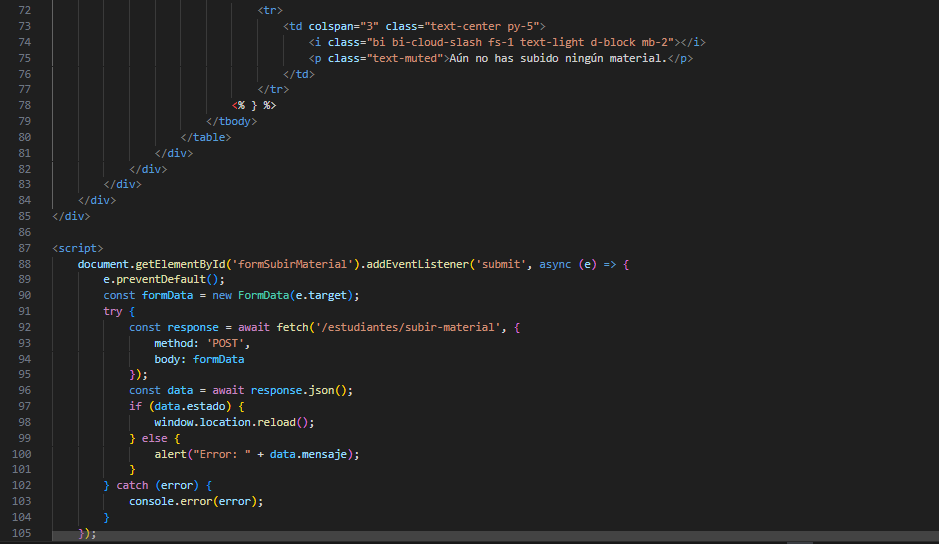 72 <tr>
73 <td colspan="3" class="text-center py-5">
74 <i class="bi bi-cloud-slash fs-1 text-light d-block mb-2"></i>
75 <p class="text-muted">Aún no has subido ningún material.</p>
76 </td>
77 </tr>
78 <% } %>
79 </tbody>
80 </table>
81 </div>
82 </div>
83 </div>
84 </div>
85 </div>
86
87 <script>
88 document.getElementById('formSubirMaterial').addEventListener('submit', async (e) => {
89 e.preventDefault();
90 const formData = new FormData(e.target);
91 try {
92 const response = await fetch('/estudiantes/subir-material', {
93 method: 'POST',
94 body: formData
95 });
96 const data = await response.json();
97 if (data.estado) {
98 window.location.reload();
99 } else {
100 alert("Error: " + data.mensaje);
101 }
102 } catch (error) {
103 console.error(error);
104 }
105 });